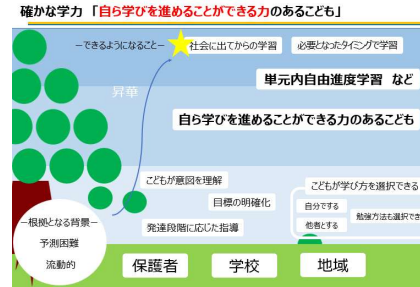 確かな学力 「自ら学びを進めることができる力のあるこども」
－できるようになること－
社会に出てからの学習
必要となったタイミングで学習
単元内自由進度学習 など
昇華
自ら学びを進めることができる力のあるこども
こどもが意図を理解
こどもが学び方を選択できる
目標の明確化
自分でする
勉強方法も選択でき
他者とする
発達段階に応じた指導
－根拠となる背景－
予測困難
流動的
保護者
学校
地域